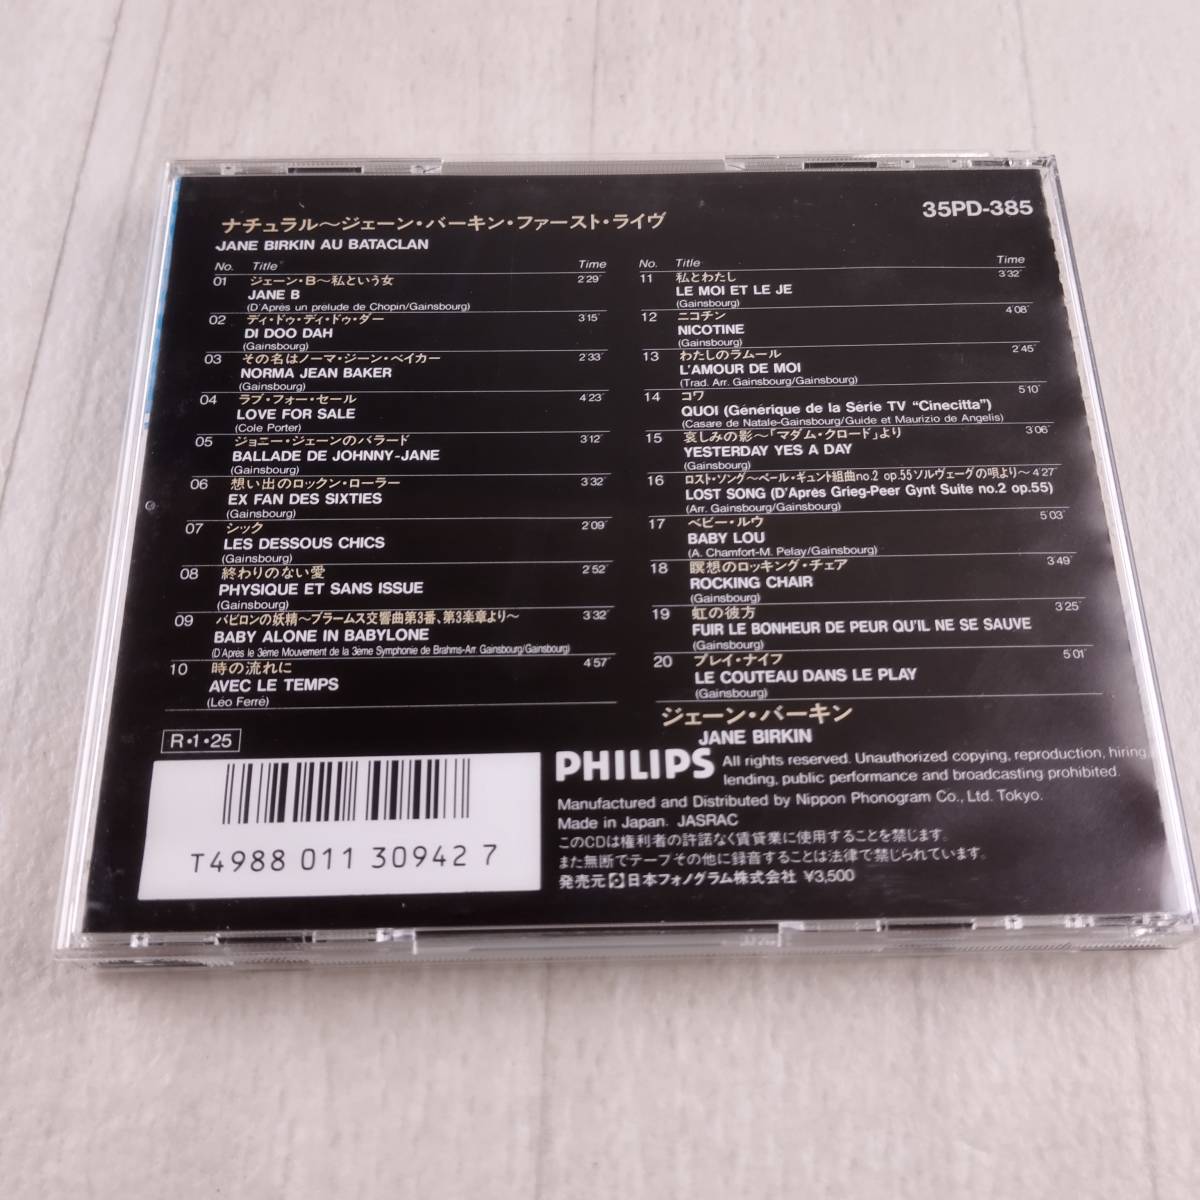 ナチュラル〜ジェーン・バーキン・ファースト・ライヴ
JANE BIRKIN AU BATACLAN
35PD-385
No. Title Time
01 ジェーン・B〜私という女 2'29"
JANE B
(D'Après un prélude de Chopin/Gainsbourg)
02 ディ・ドゥ・ディ・ドゥ・ダー 3'15"
DI DOO DAH
(Gainsbourg)
03 その名はノーマ・ジーン・ベイカー 2'33"
NORMA JEAN BAKER
(Gainsbourg)
04 ラブ・フォー・セール 4'23"
LOVE FOR SALE
(Cole Porter)
05 ジョニー・ジェーンのバラード 3'12"
BALLADE DE JOHNNY-JANE
(Gainsbourg)
06 想い出のロックン・ローラー 3'32"
EX FAN DES SIXTIES
(Gainsbourg)
07 シック 2'09"
LES DESSOUS CHICS
(Gainsbourg)
08 終わりのない愛 2'52"
PHYSIQUE ET SANS ISSUE
(Gainsbourg)
09 バビロンの妖精〜ブラームス交響曲第3番、第3楽章より〜 3'32"
BABY ALONE IN BABYLONE
(D'Après le 3ème Mouvement de la 3ème Symphonie de Brahms-Arr. Gainsbourg/Gainsbourg)
10 時の流れに 4'57"
AVEC LE TEMPS
(Léo Ferré)
No. Title Time
11 私とわたし 3'32"
LE MOI ET LE JE
(Gainsbourg)
12 ニコチン 4'08"
NICOTINE
(Gainsbourg)
13 わたしのラムール 2'45"
L'AMOUR DE MOI
(Trad. Arr. Gainsbourg/Gainsbourg)
14 コワ 5'10"
QUOI (Générique de la Série TV "Cinecitta")
(Casare de Natale-Gainsbourg/Guide et Maurizio de Angelis)
15 哀しみの影〜「マダム・クロード」より 3'06"
YESTERDAY YES A DAY
(Gainsbourg)
16 ロスト・ソング〜ペール・ギュント組曲no.2 op.55ソルヴェーグの唄より〜 4'27"
LOST SONG (D'Après Grieg-Peer Gynt Suite no.2 op.55)
(Arr. Gainsbourg/Gainsbourg)
17 ベビー・ルウ 5'03"
BABY LOU
(A. Chamfort-M. Pelay/Gainsbourg)
18 瞑想のロッキング・チェア 3'49"
ROCKING CHAIR
(Gainsbourg)
19 虹の彼方 3'25"
FUIR LE BONHEUR DE PEUR QU'IL NE SE SAUVE
(Gainsbourg)
20 プレイ・ナイフ 5'01"
LE COUTEAU DANS LE PLAY
(Gainsbourg)
ジェーン・バーキン
JANE BIRKIN
R・1・25
T4988 011 30942 7
PHILIPS
All rights reserved. Unauthorized copying, reproduction, hiring,
lending, public performance and broadcasting prohibited.
Manufactured and Distributed by Nippon Phonogram Co., Ltd. Tokyo.
Made in Japan. JASRAC
このCDは権利者の許諾なく賃貸業に使用することを禁じます。
また無断でテープその他に録音することは法律で禁じられています。
発売元 日本フォノグラム株式会社 ¥3,500